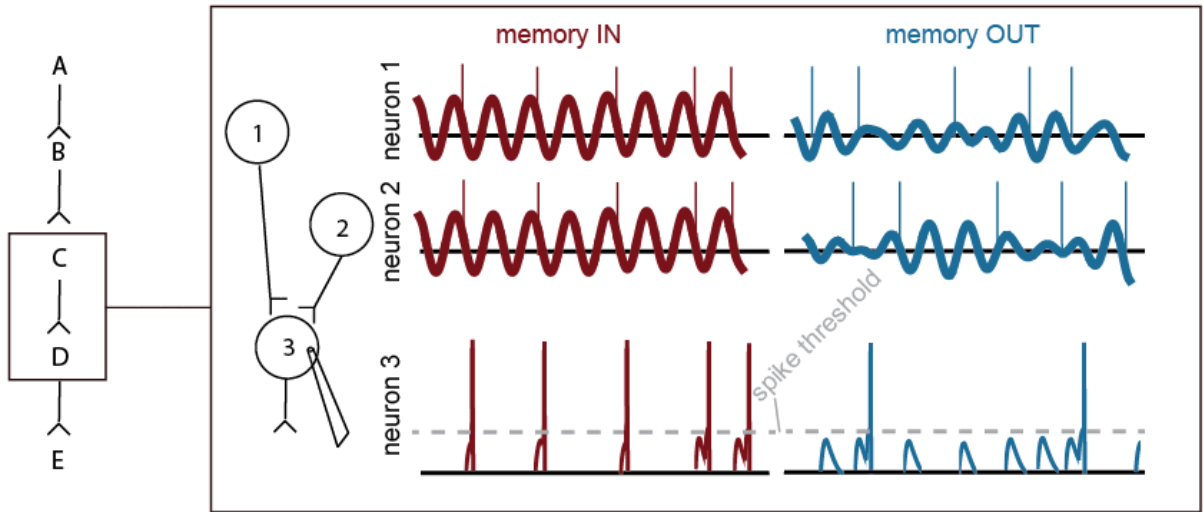 A
B
C
D
E
1
2
3
memory IN
memory OUT
neuron 1
neuron 2
neuron 3
spike threshold